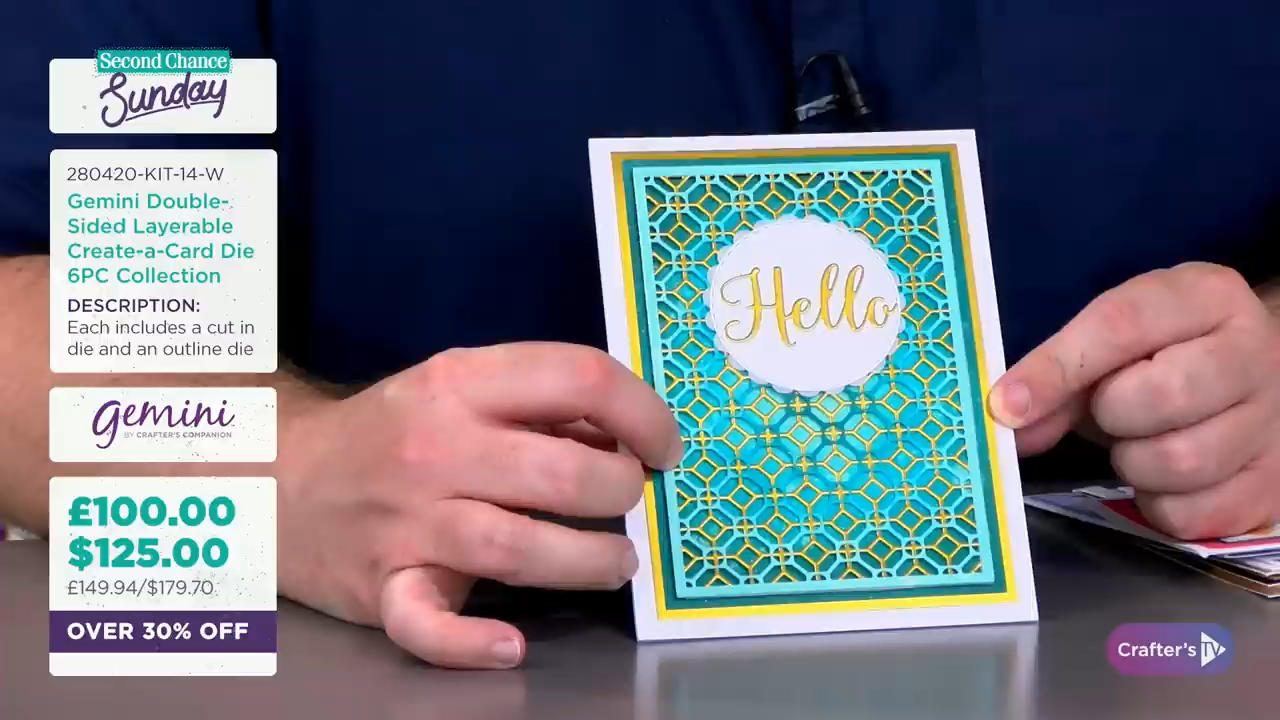 Second Chance
Sunday
280420-KIT-14-W
Gemini Double-
Sided Layerable
Create-a-Card Die
6PC Collection
DESCRIPTION:
Each includes a cut in
die and an outline die
gemini
BY CRAFTER'S COMPANION
£100.00
$125.00
£149.94/$179.70
OVER 30% OFF
Hello
Crafter's TV